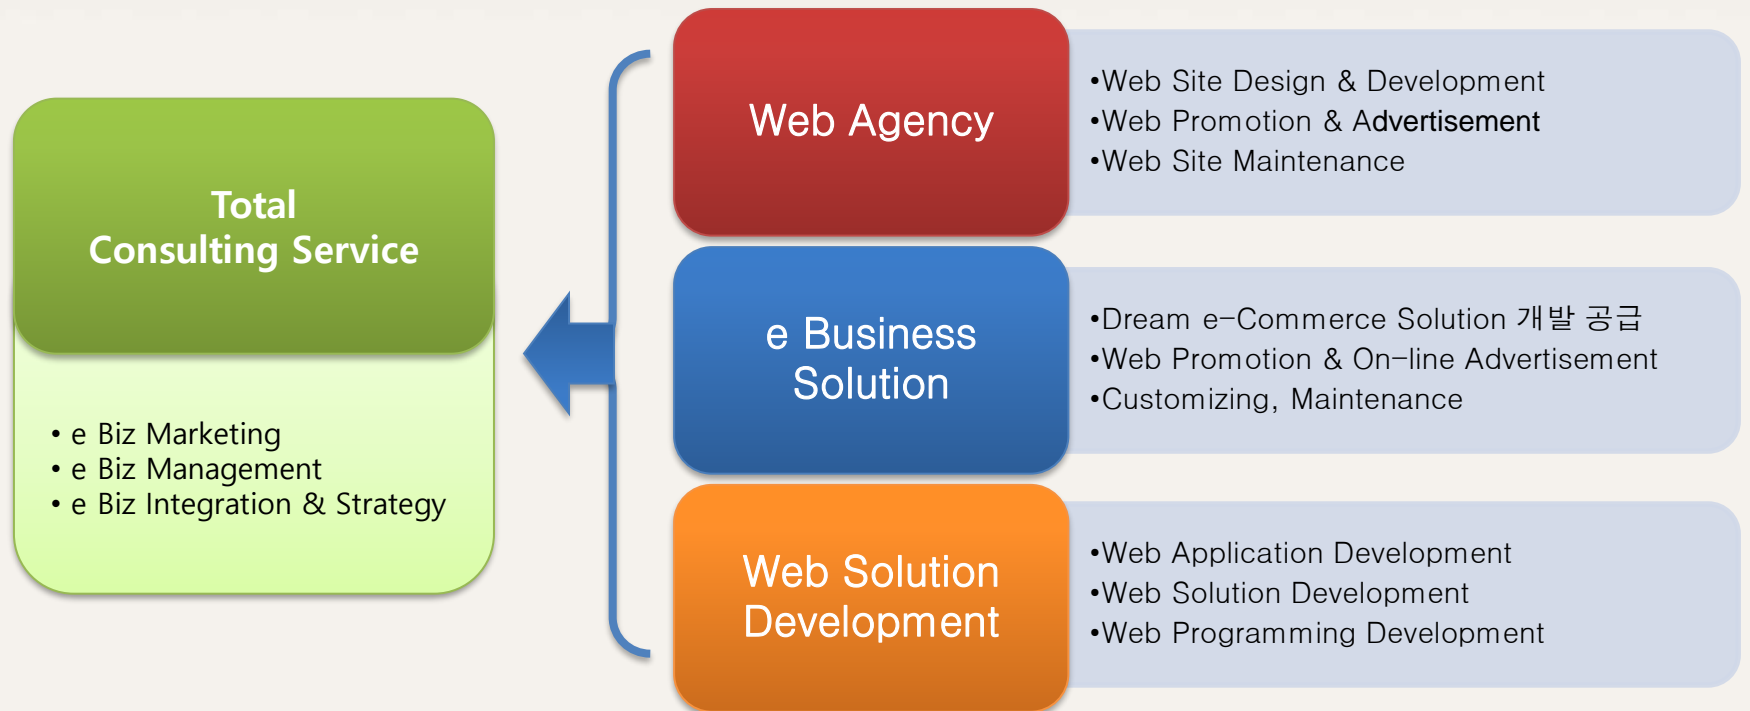 Total
Consulting Service
• e Biz Marketing
• e Biz Management
• e Biz Integration & Strategy
Web Agency
•Web Site Design & Development
•Web Promotion & Advertisement
•Web Site Maintenance
e Business
Solution
•Dream e-Commerce Solution 개발 공급
•Web Promotion & On-line Advertisement
•Customizing, Maintenance
Web Solution
Development
•Web Application Development
•Web Solution Development
•Web Programming Development